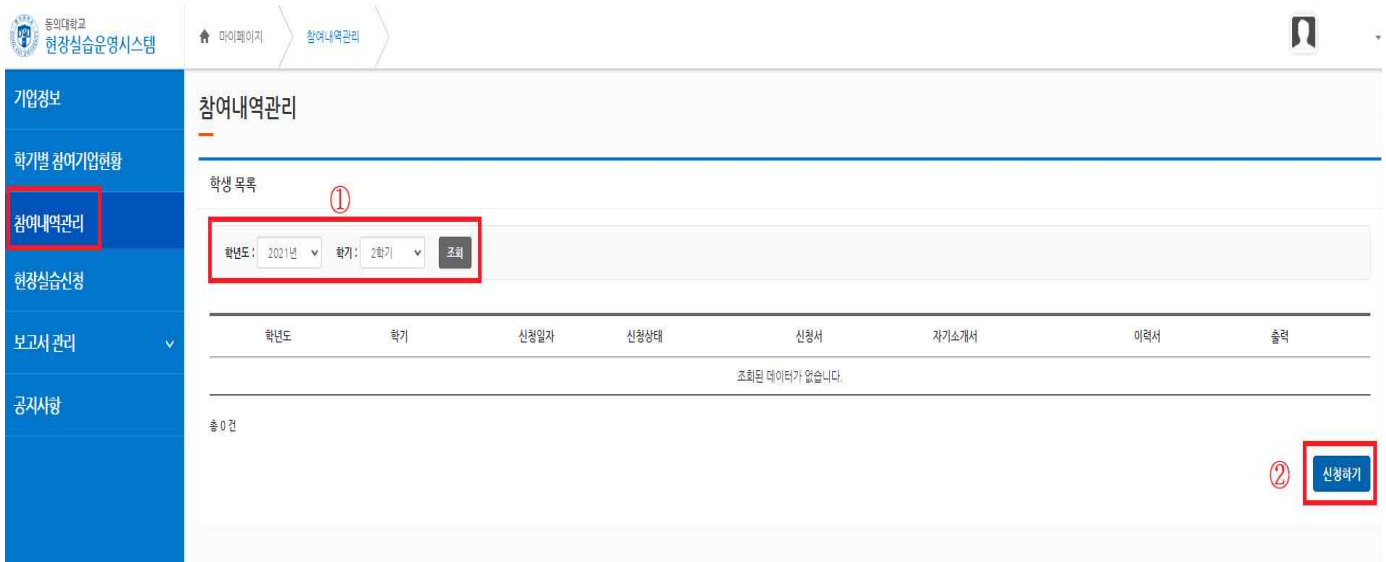 동의대학교
현장실습운영시스템
마이페이지 참여내역관리
기업정보
학기별 참여기업현황
참여내역관리
현장실습신청
보고서 관리
공지사항
참여내역관리
학생 목록
①
학년도 : 2021년 학기 : 2학기 조회
학년도 학기 신청일자 신청상태 신청서 자기소개서 이력서 출력
조회된 데이터가 없습니다.
총 0 건
② 신청하기